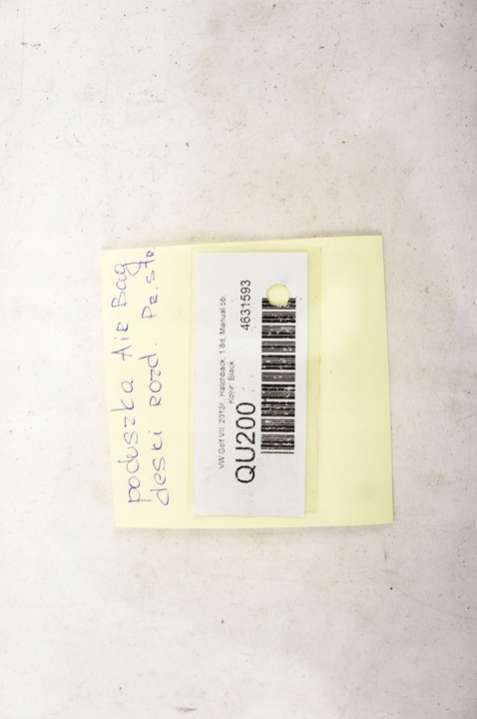 poduszka Air Bag
deski rozd. Pr. str
VW Golf VII, 2013r., Hatchback, 1.6d, Manual 5b.
Kolor: Black
QU200 4631593